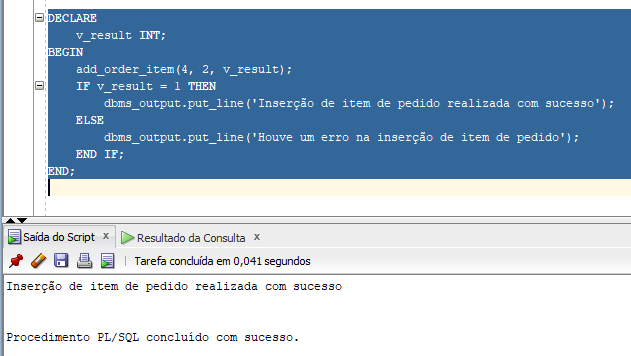 DECLARE
v_result INT;
BEGIN
add_order_item(4, 2, v_result);
IF v_result = 1 THEN
dbms_output.put_line('Inserção de item de pedido realizada com sucesso');
ELSE
dbms_output.put_line('Houve um erro na inserção de item de pedido');
END IF;
END;
Saída do Script x Resultado da Consulta x
Tarefa concluída em 0,041 segundos
Inserção de item de pedido realizada com sucesso
Procedimento PL/SQL concluído com sucesso.